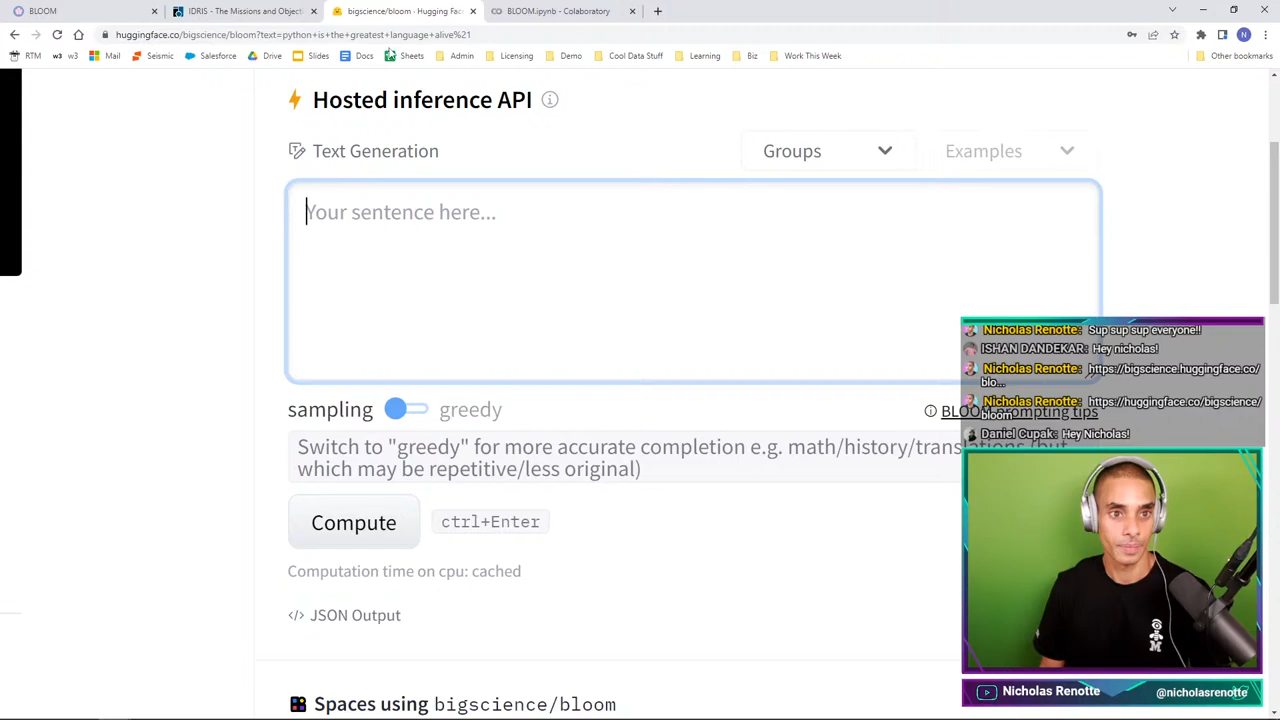 BLOOM
IDRIS - The Missions and Object
bigscience/bloom · Hugging Face
BLOOM.ipynb - Colaboratory
huggingface.co/bigscience/bloom?text=python+is+the+greatest+language+alive%21
N
RTM
w3 w3
Mail
Seismic
Salesforce
Drive
Slides
Docs
Sheets
Admin
Licensing
Demo
Cool Data Stuff
Learning
Biz
Work This Week
Other bookmarks
Hosted inference API
Text Generation
Groups
Examples
Your sentence here...
sampling
greedy
BLOOM prompting tips
Switch to "greedy" for more accurate completion e.g. math/history/translations (but
which may be repetitive/less original)
Compute
ctrl+Enter
Computation time on cpu: cached
</> JSON Output
Spaces using bigscience/bloom
Nicholas Renotte: Sup sup sup everyone!!
ISHAN DANDEKAR: Hey nicholas!
Nicholas Renotte: https://bigscience.huggingface.co/
blo...
Nicholas Renotte: https://huggingface.co/bigscience/
bloom
Daniel Cupak: Hey Nicholas!
Nicholas Renotte
@nicholasrenotte